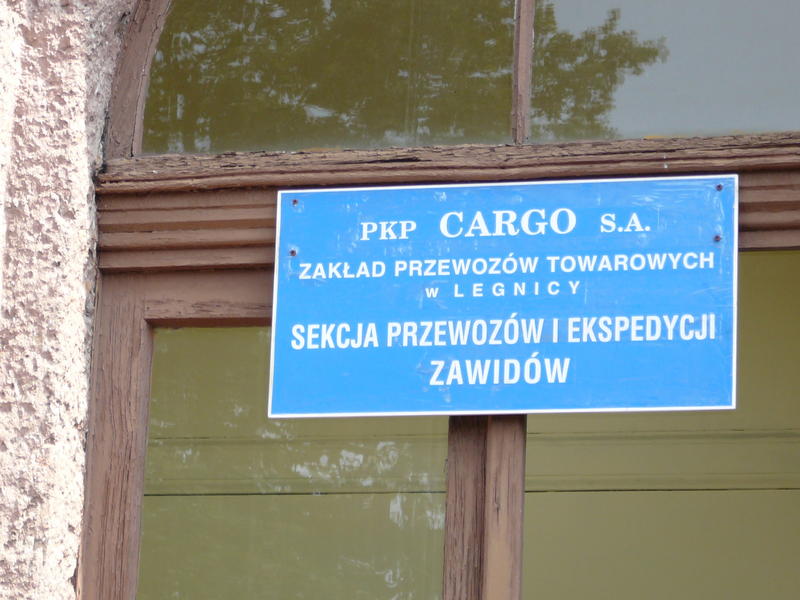 PKP CARGO S.A.
ZAKŁAD PRZEWOZÓW TOWAROWYCH
w LEGNICY
SEKCJA PRZEWOZÓW I EKSPEDYCJI
ZAWIDÓW